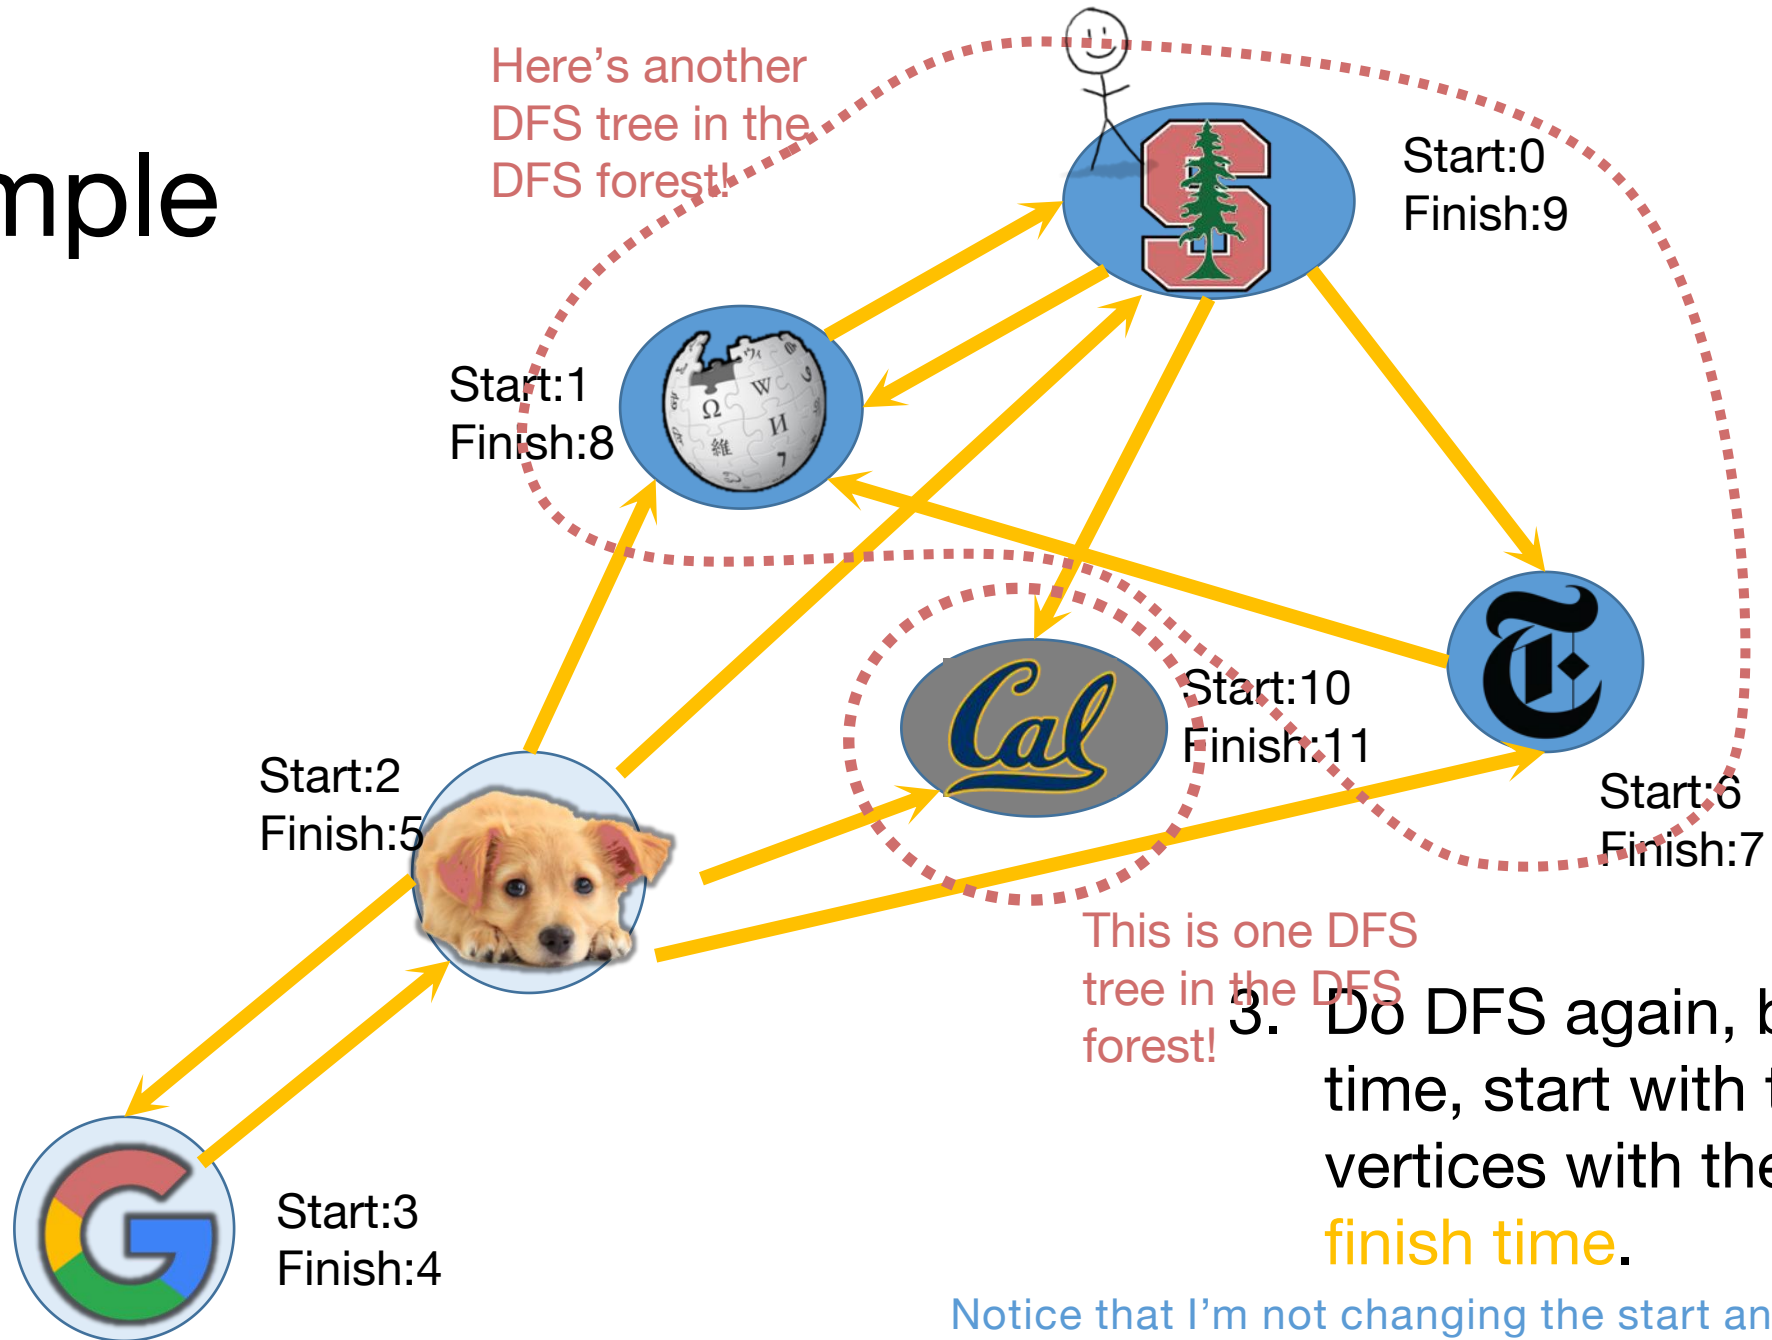 mple
Here’s another
DFS tree in the
DFS forest!
Start:0
Finish:9
Start:1
Finish:8
Ω
W
И
維
Cal
Start:10
Finish:11
Start:2
Finish:5
Start:6
Finish:7
This is one DFS
tree in the DFS
forest!
3. Do DFS again, b
time, start with t
vertices with the
finish time.
Start:3
Finish:4
Notice that I’m not changing the start an